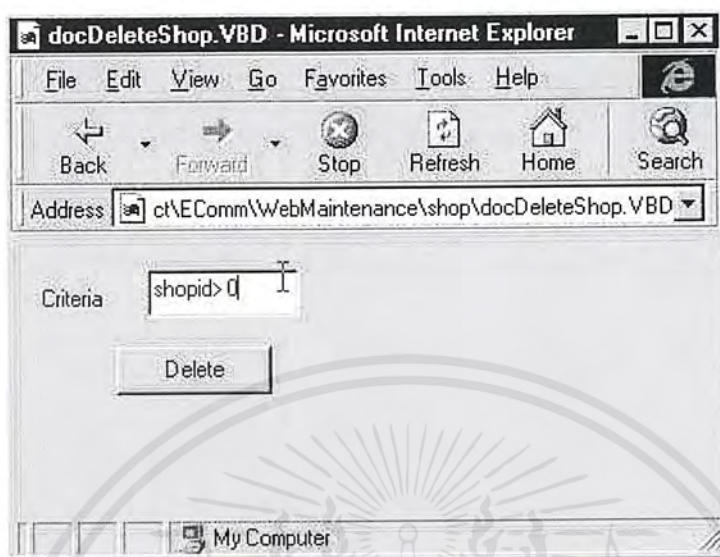 docDeleteShop.VBD - Microsoft Internet Explorer
File Edit View Go Favorites Tools Help
Back Forward Stop Refresh Home Search
Address ct\EComm\WebMaintenance\shop\docDeleteShop.VBD
Criteria shopid>0
Delete
My Computer